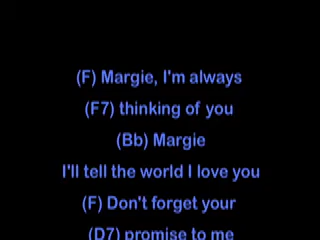 (F) Margie, I'm always
(F7) thinking of you
(Bb) Margie
I'll tell the world I love you
(F) Don't forget your
(D7) promise to me